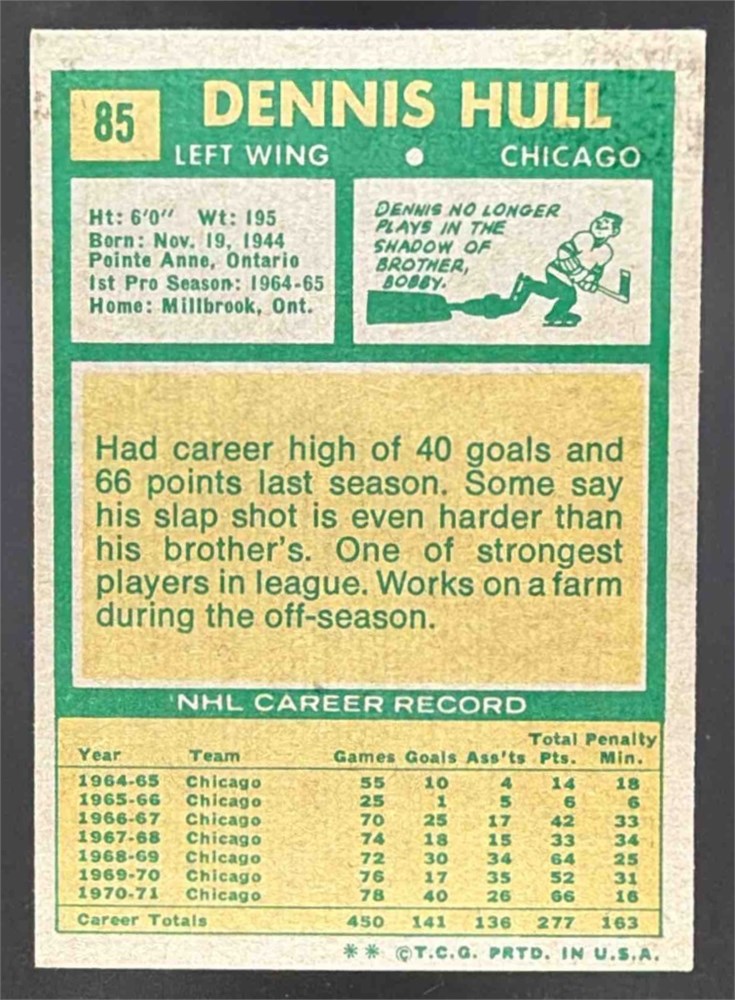 85
DENNIS HULL
LEFT WING • CHICAGO
Ht: 6'0" Wt: 195
Born: Nov. 19, 1944
Pointe Anne, Ontario
1st Pro Season: 1964-65
Home: Millbrook, Ont.
DENNIS NO LONGER
PLAYS IN THE
SHADOW OF
BROTHER,
BOBBY.
Had career high of 40 goals and
66 points last season. Some say
his slap shot is even harder than
his brother's. One of strongest
players in league. Works on a farm
during the off-season.
NHL CAREER RECORD
Total Penalty
Year Team Games Goals Ass'ts Pts. Min.
1964-65 Chicago 55 10 4 14 18
1965-66 Chicago 25 1 5 6 6
1966-67 Chicago 70 25 17 42 33
1967-68 Chicago 74 18 15 33 34
1968-69 Chicago 72 30 34 64 25
1969-70 Chicago 76 17 35 52 31
1970-71 Chicago 78 40 26 66 16
Career Totals 450 141 136 277 163
** ©T.C.G. PRTD. IN U.S.A.